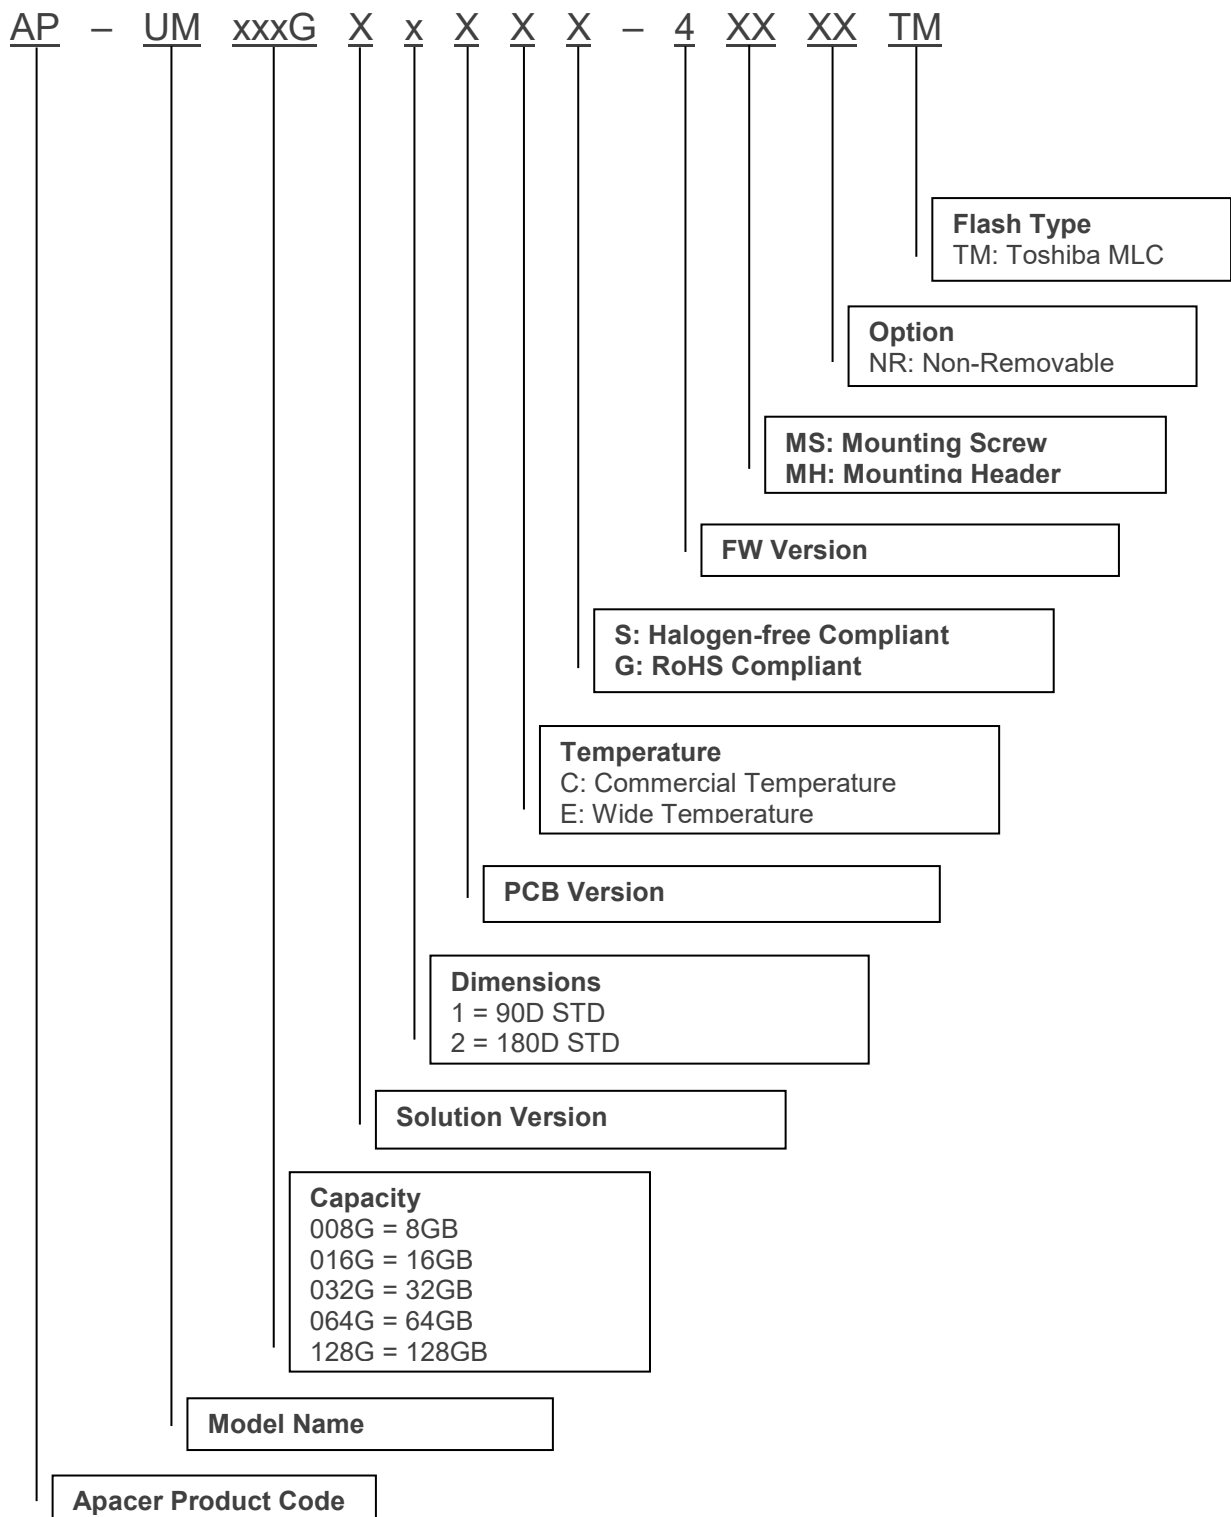 AP – UM xxxG X x X X X – 4 XX XX TM
Flash Type
TM: Toshiba MLC
Option
NR: Non-Removable
MS: Mounting Screw
MH: Mounting Header
FW Version
S: Halogen-free Compliant
G: RoHS Compliant
Temperature
C: Commercial Temperature
E: Wide Temperature
PCB Version
Dimensions
1 = 90D STD
2 = 180D STD
Solution Version
Capacity
008G = 8GB
016G = 16GB
032G = 32GB
064G = 64GB
128G = 128GB
Model Name
Apacer Product Code